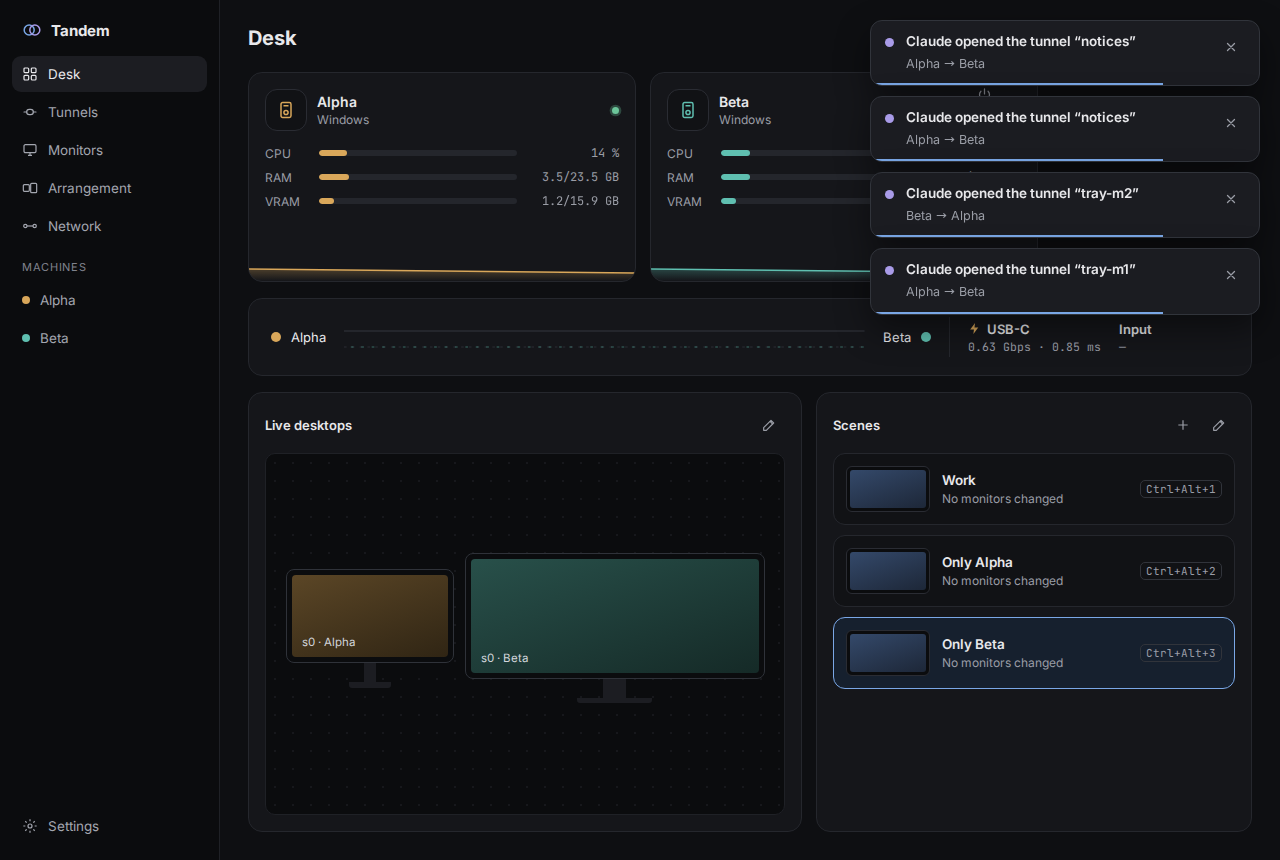 Tandem
Desk
Tunnels
Monitors
Arrangement
Network
MACHINES
Alpha
Beta
Settings
Desk
Alpha
Windows
CPU
14 %
RAM
3.5/23.5 GB
VRAM
1.2/15.9 GB
Beta
Windows
CPU
RAM
VRAM
Claude opened the tunnel “notices”
Alpha → Beta
Claude opened the tunnel “notices”
Alpha → Beta
Claude opened the tunnel “tray-m2”
Beta → Alpha
Claude opened the tunnel “tray-m1”
Alpha → Beta
Alpha
Beta
USB-C
0.63 Gbps · 0.85 ms
Input
—
Live desktops
s0 · Alpha
s0 · Beta
Scenes
Work
No monitors changed
Ctrl+Alt+1
Only Alpha
No monitors changed
Ctrl+Alt+2
Only Beta
No monitors changed
Ctrl+Alt+3